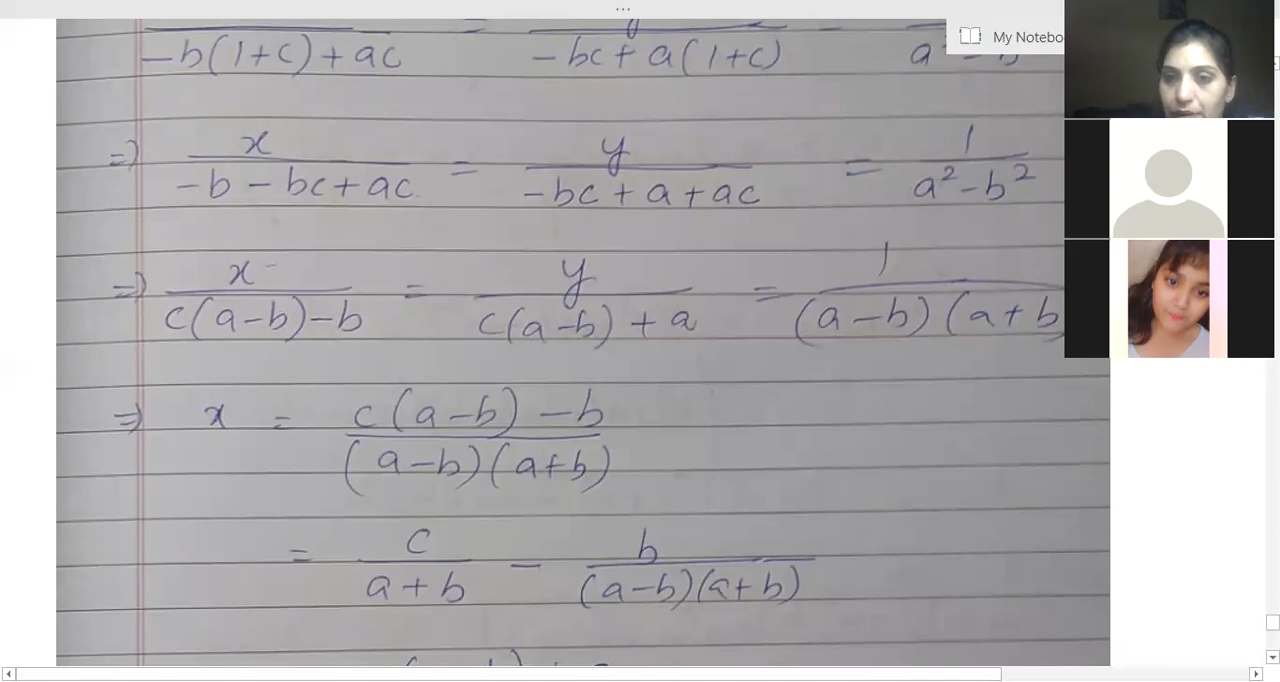 -b(1+c)+ac = -bc+a(1+c)
My Notebo
=) x/(-b-bc+ac) = y/(-bc+a+ac) = 1/(a²-b²)
=) x/(c(a-b)-b) = y/(c(a-b)+a) = 1/((a-b)(a+b
=) x = (c(a-b)-b)/((a-b)(a+b))
= c/(a+b) - b/((a-b)(a+b))